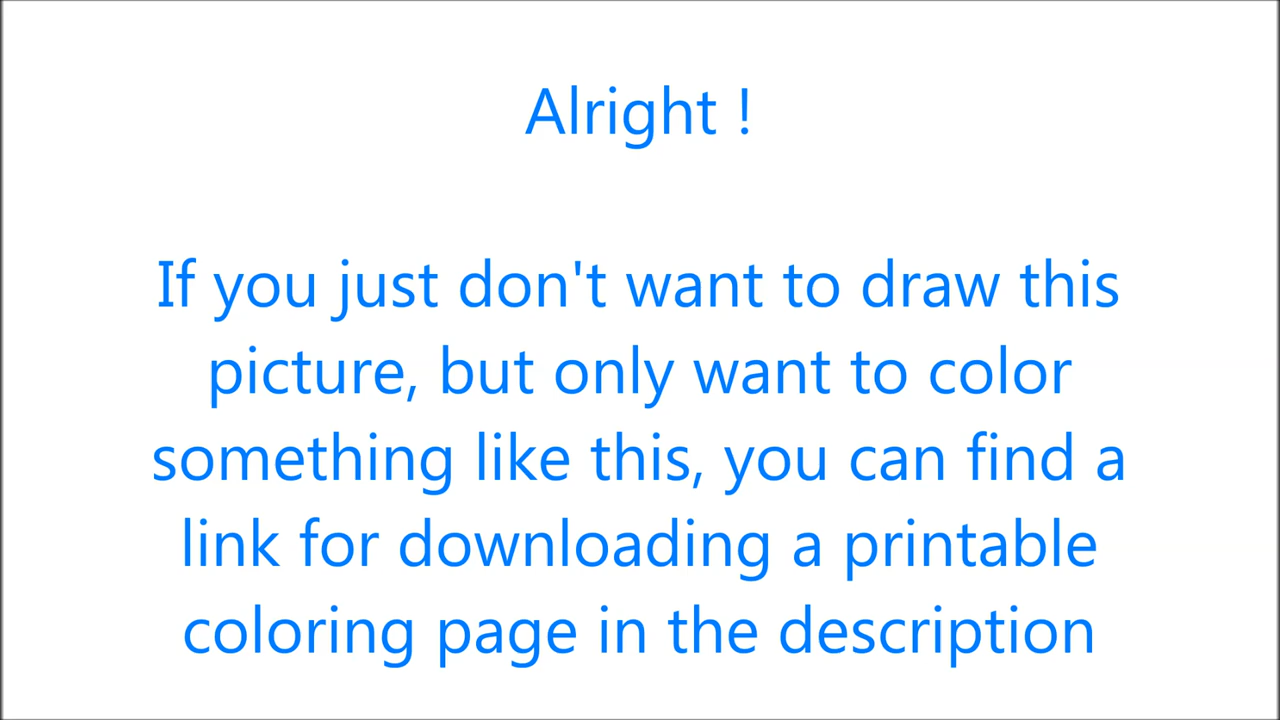 Alright !
If you just don't want to draw this
picture, but only want to color
something like this, you can find a
link for downloading a printable
coloring page in the description